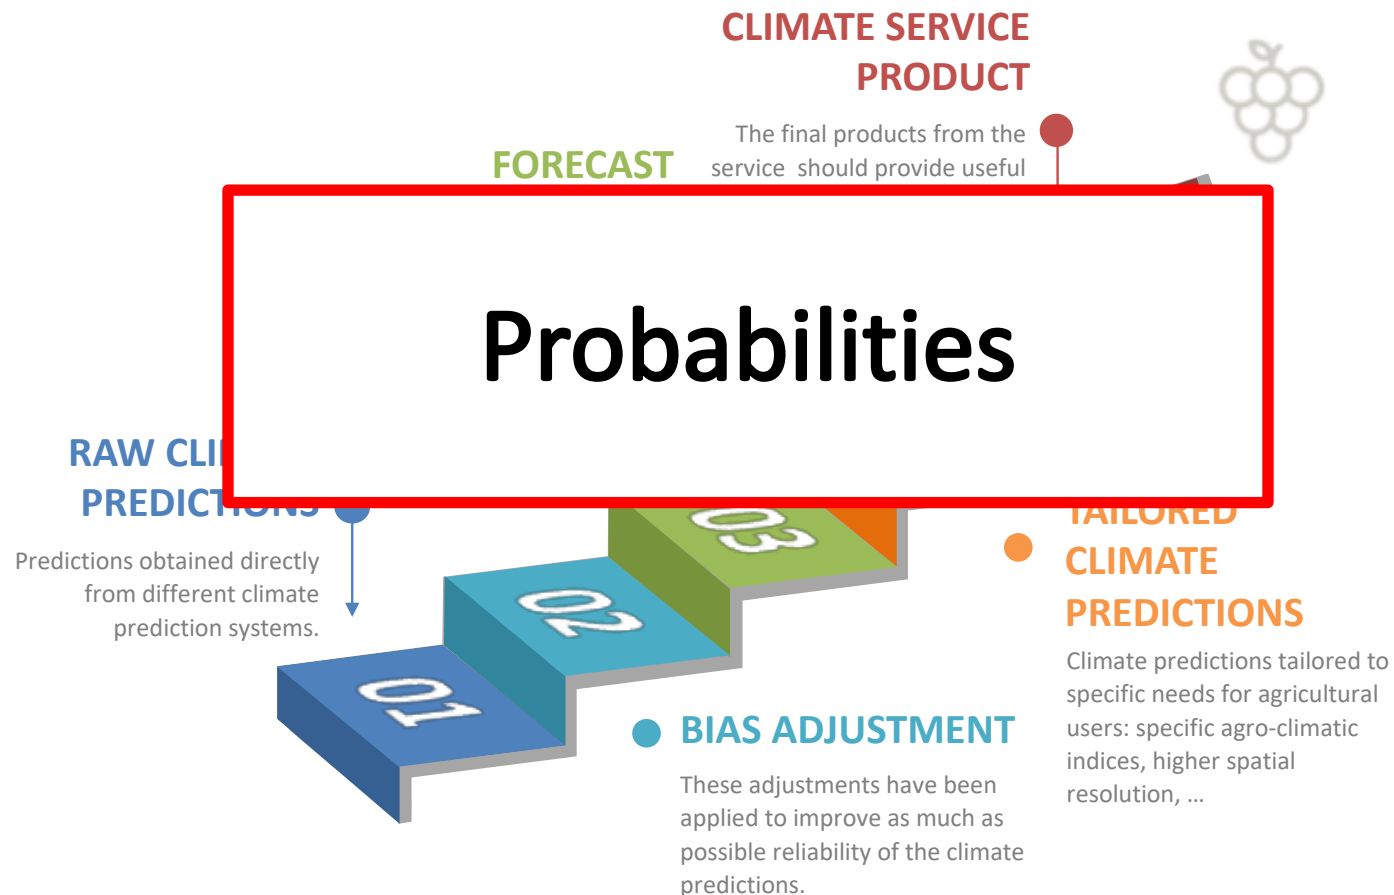 CLIMATE SERVICE
PRODUCT
The final products from the
service should provide useful
FORECAST
Probabilities
RAW CLI
PREDICTIONS
Predictions obtained directly
from different climate
prediction systems.
03
02
01
TAILORED
CLIMATE
PREDICTIONS
Climate predictions tailored to
specific needs for agricultural
users: specific agro-climatic
indices, higher spatial
resolution, ...
BIAS ADJUSTMENT
These adjustments have been
applied to improve as much as
possible reliability of the climate
predictions.